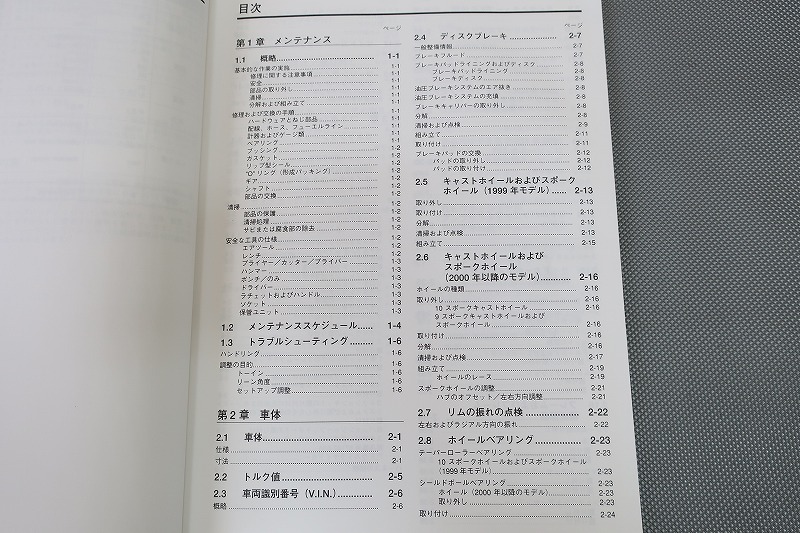 目次
ページ
第1章 メンテナンス
1.1 概略 1-1
基本的な作業の実施 1-1
修理に関する注意事項 1-1
安全 1-1
部品の取り外し 1-1
清掃 1-1
分解および組み立て 1-1
修理および交換の手順 1-1
ハードウェアとねじ部品 1-1
配線、ホース、フューエルライン 1-1
計器およびゲージ類 1-1
ベアリング 1-1
ブッシング 1-2
ガスケット 1-2
リップ型シール 1-2
"O"リング（形成パッキング） 1-2
ギア 1-2
シャフト 1-2
部品の交換 1-2
清掃 1-2
部品の保護 1-2
清掃処理 1-2
サビまたは腐食部の除去 1-2
安全な工具の仕様 1-2
エアツール 1-2
レンチ 1-2
プライヤー／カッター／プライバー 1-3
ハンマー 1-3
ポンチ／のみ 1-3
ドライバー 1-3
ラチェットおよびハンドル 1-3
ソケット 1-3
保管ユニット 1-3
1.2 メンテナンススケジュール 1-4
1.3 トラブルシューティング 1-6
ハンドリング 1-6
調整の目的 1-6
トーイン 1-6
リーン角度 1-6
セットアップ調整 1-6
第2章 車体
2.1 車体 2-1
仕様 2-1
寸法 2-1
2.2 トルク値 2-5
2.3 車両識別番号（V.I.N.） 2-6
概略 2-6
ページ
2.4 ディスクブレーキ 2-7
一般整備情報 2-7
ブレーキフルード 2-7
ブレーキパッドライニングおよびディスク 2-8
ブレーキパッドライニング 2-8
ブレーキディスク 2-8
油圧ブレーキシステムのエア抜き 2-8
油圧ブレーキシステムの充填 2-8
ブレーキキャリパーの取り外し 2-8
分解 2-8
清掃および点検 2-9
組み立て 2-11
取り付け 2-11
ブレーキパッドの交換 2-12
パッドの取り外し 2-12
パッドの取り付け 2-12
2.5 キャストホイールおよびスポーク
ホイール（1999年モデル） 2-13
取り外し 2-13
取り付け 2-13
分解 2-13
清掃および点検 2-13
組み立て 2-15
2.6 キャストホイールおよび
スポークホイール
（2000年以降のモデル） 2-16
ホイールの種類 2-16
取り外し 2-16
10スポークキャストホイール 2-16
9スポークキャストホイールおよび
スポークホイール 2-16
取り付け 2-16
分解 2-16
清掃および点検 2-17
組み立て 2-19
ホイールのレース 2-19
スポークホイールの調整 2-21
ハブのオフセット／左右方向調整 2-21
2.7 リムの振れの点検 2-22
左右およびラジアル方向の振れ 2-22
2.8 ホイールベアリング 2-23
テーパーローラーベアリング 2-23
10スポークホイールおよびスポークホイール
（1999年モデル） 2-23
シールドボールベアリング 2-23
ホイール（2000年以降のモデル） 2-23
取り外し 2-23
取り付け 2-24